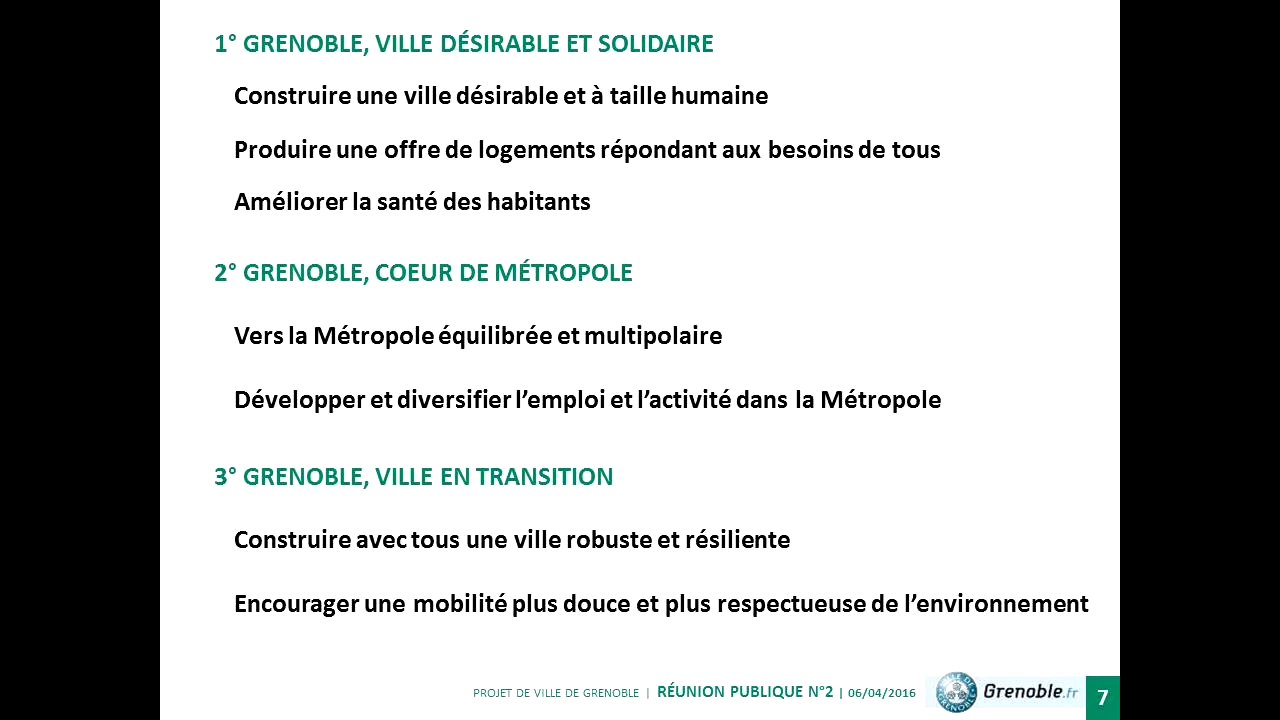 1° GRENOBLE, VILLE DÉSIRABLE ET SOLIDAIRE
Construire une ville désirable et à taille humaine
Produire une offre de logements répondant aux besoins de tous
Améliorer la santé des habitants
2° GRENOBLE, COEUR DE MÉTROPOLE
Vers la Métropole équilibrée et multipolaire
Développer et diversifier l’emploi et l’activité dans la Métropole
3° GRENOBLE, VILLE EN TRANSITION
Construire avec tous une ville robuste et résiliente
Encourager une mobilité plus douce et plus respectueuse de l’environnement
PROJET DE VILLE DE GRENOBLE | RÉUNION PUBLIQUE N°2 | 06/04/2016
VILLE DE GRENOBLE
Grenoble.fr
7